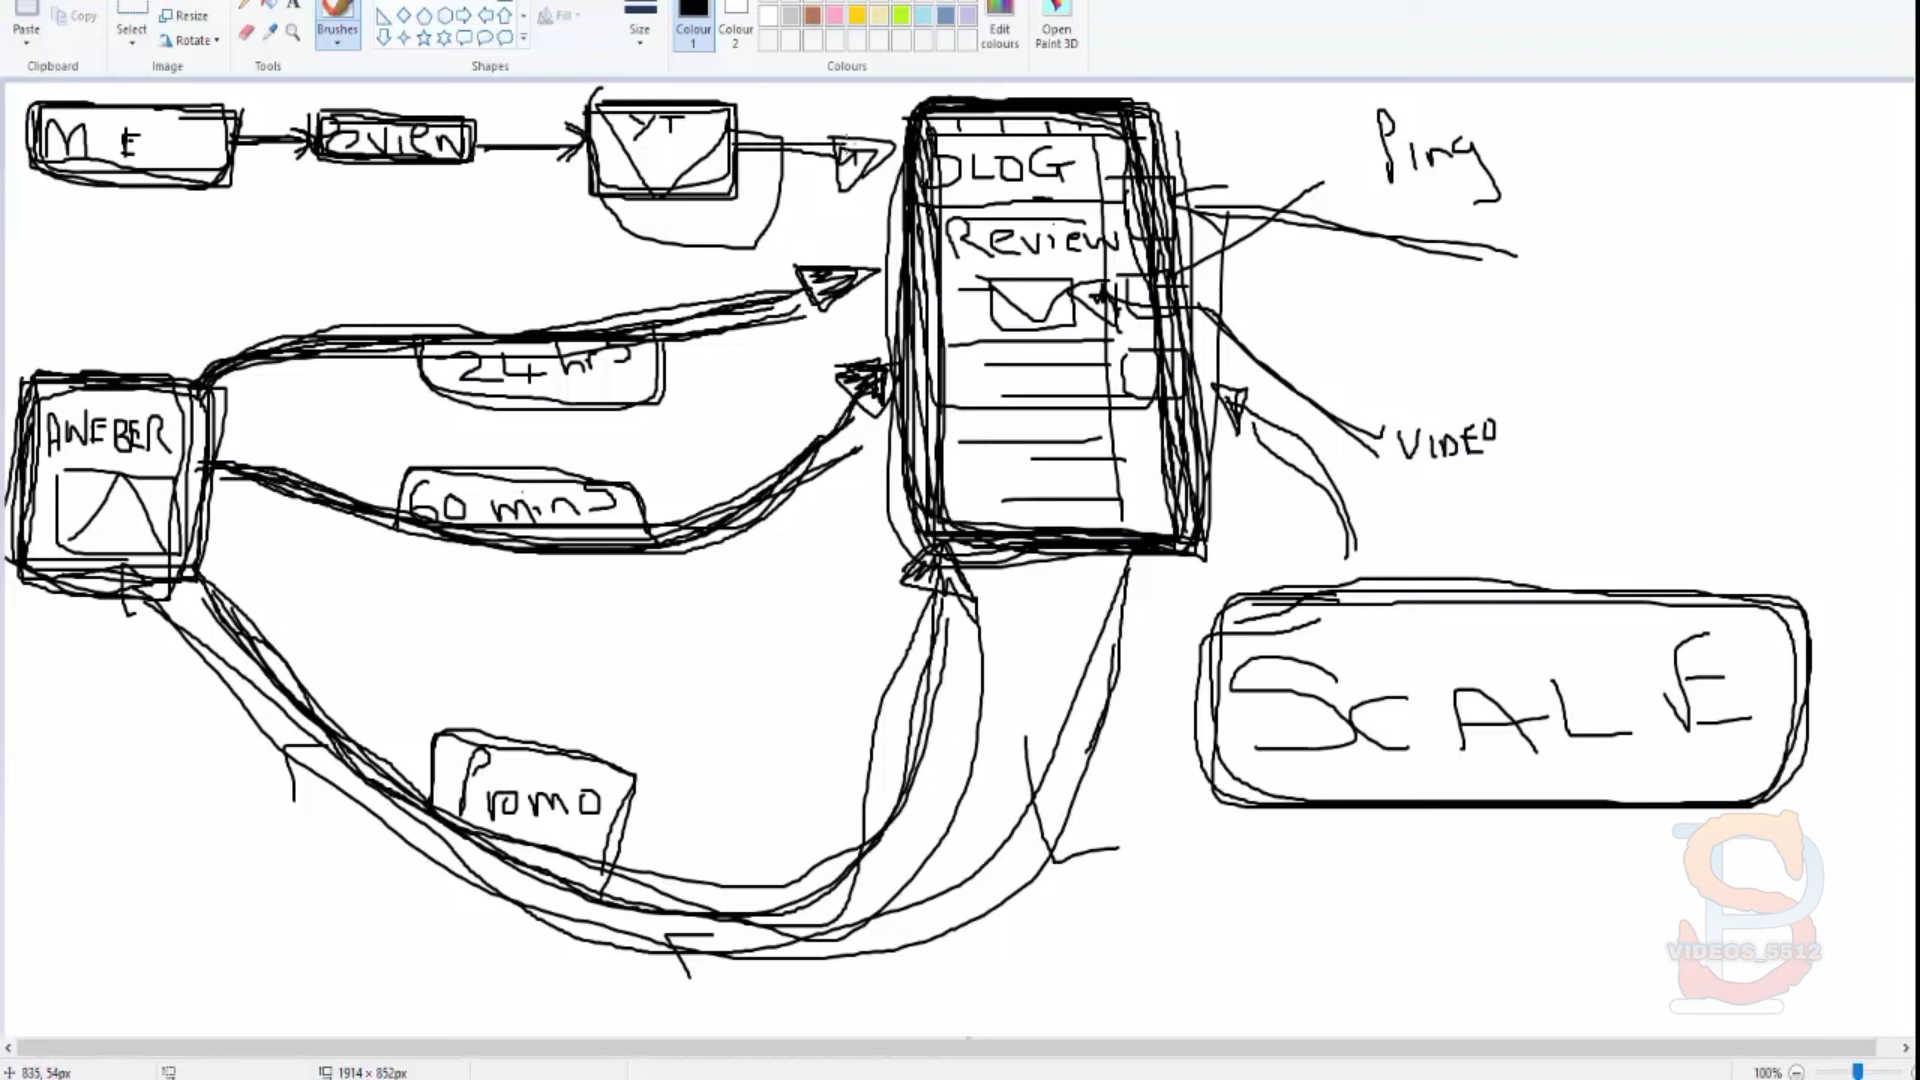 Paste
Copy
Clipboard
Select
Resize
Rotate
Image
A
Tools
Brushes
Shapes
Fill
Size
Colour
1
Colour
2
Colours
Edit
colours
Open
Paint 3D
ME
Review
YT
BLOG
Review
Ping
24 hrs
AWEBER
60 mins
VIDEO
SCALE
Promo
VIDEOS_5512
835, 54px
1914 × 852px
100%